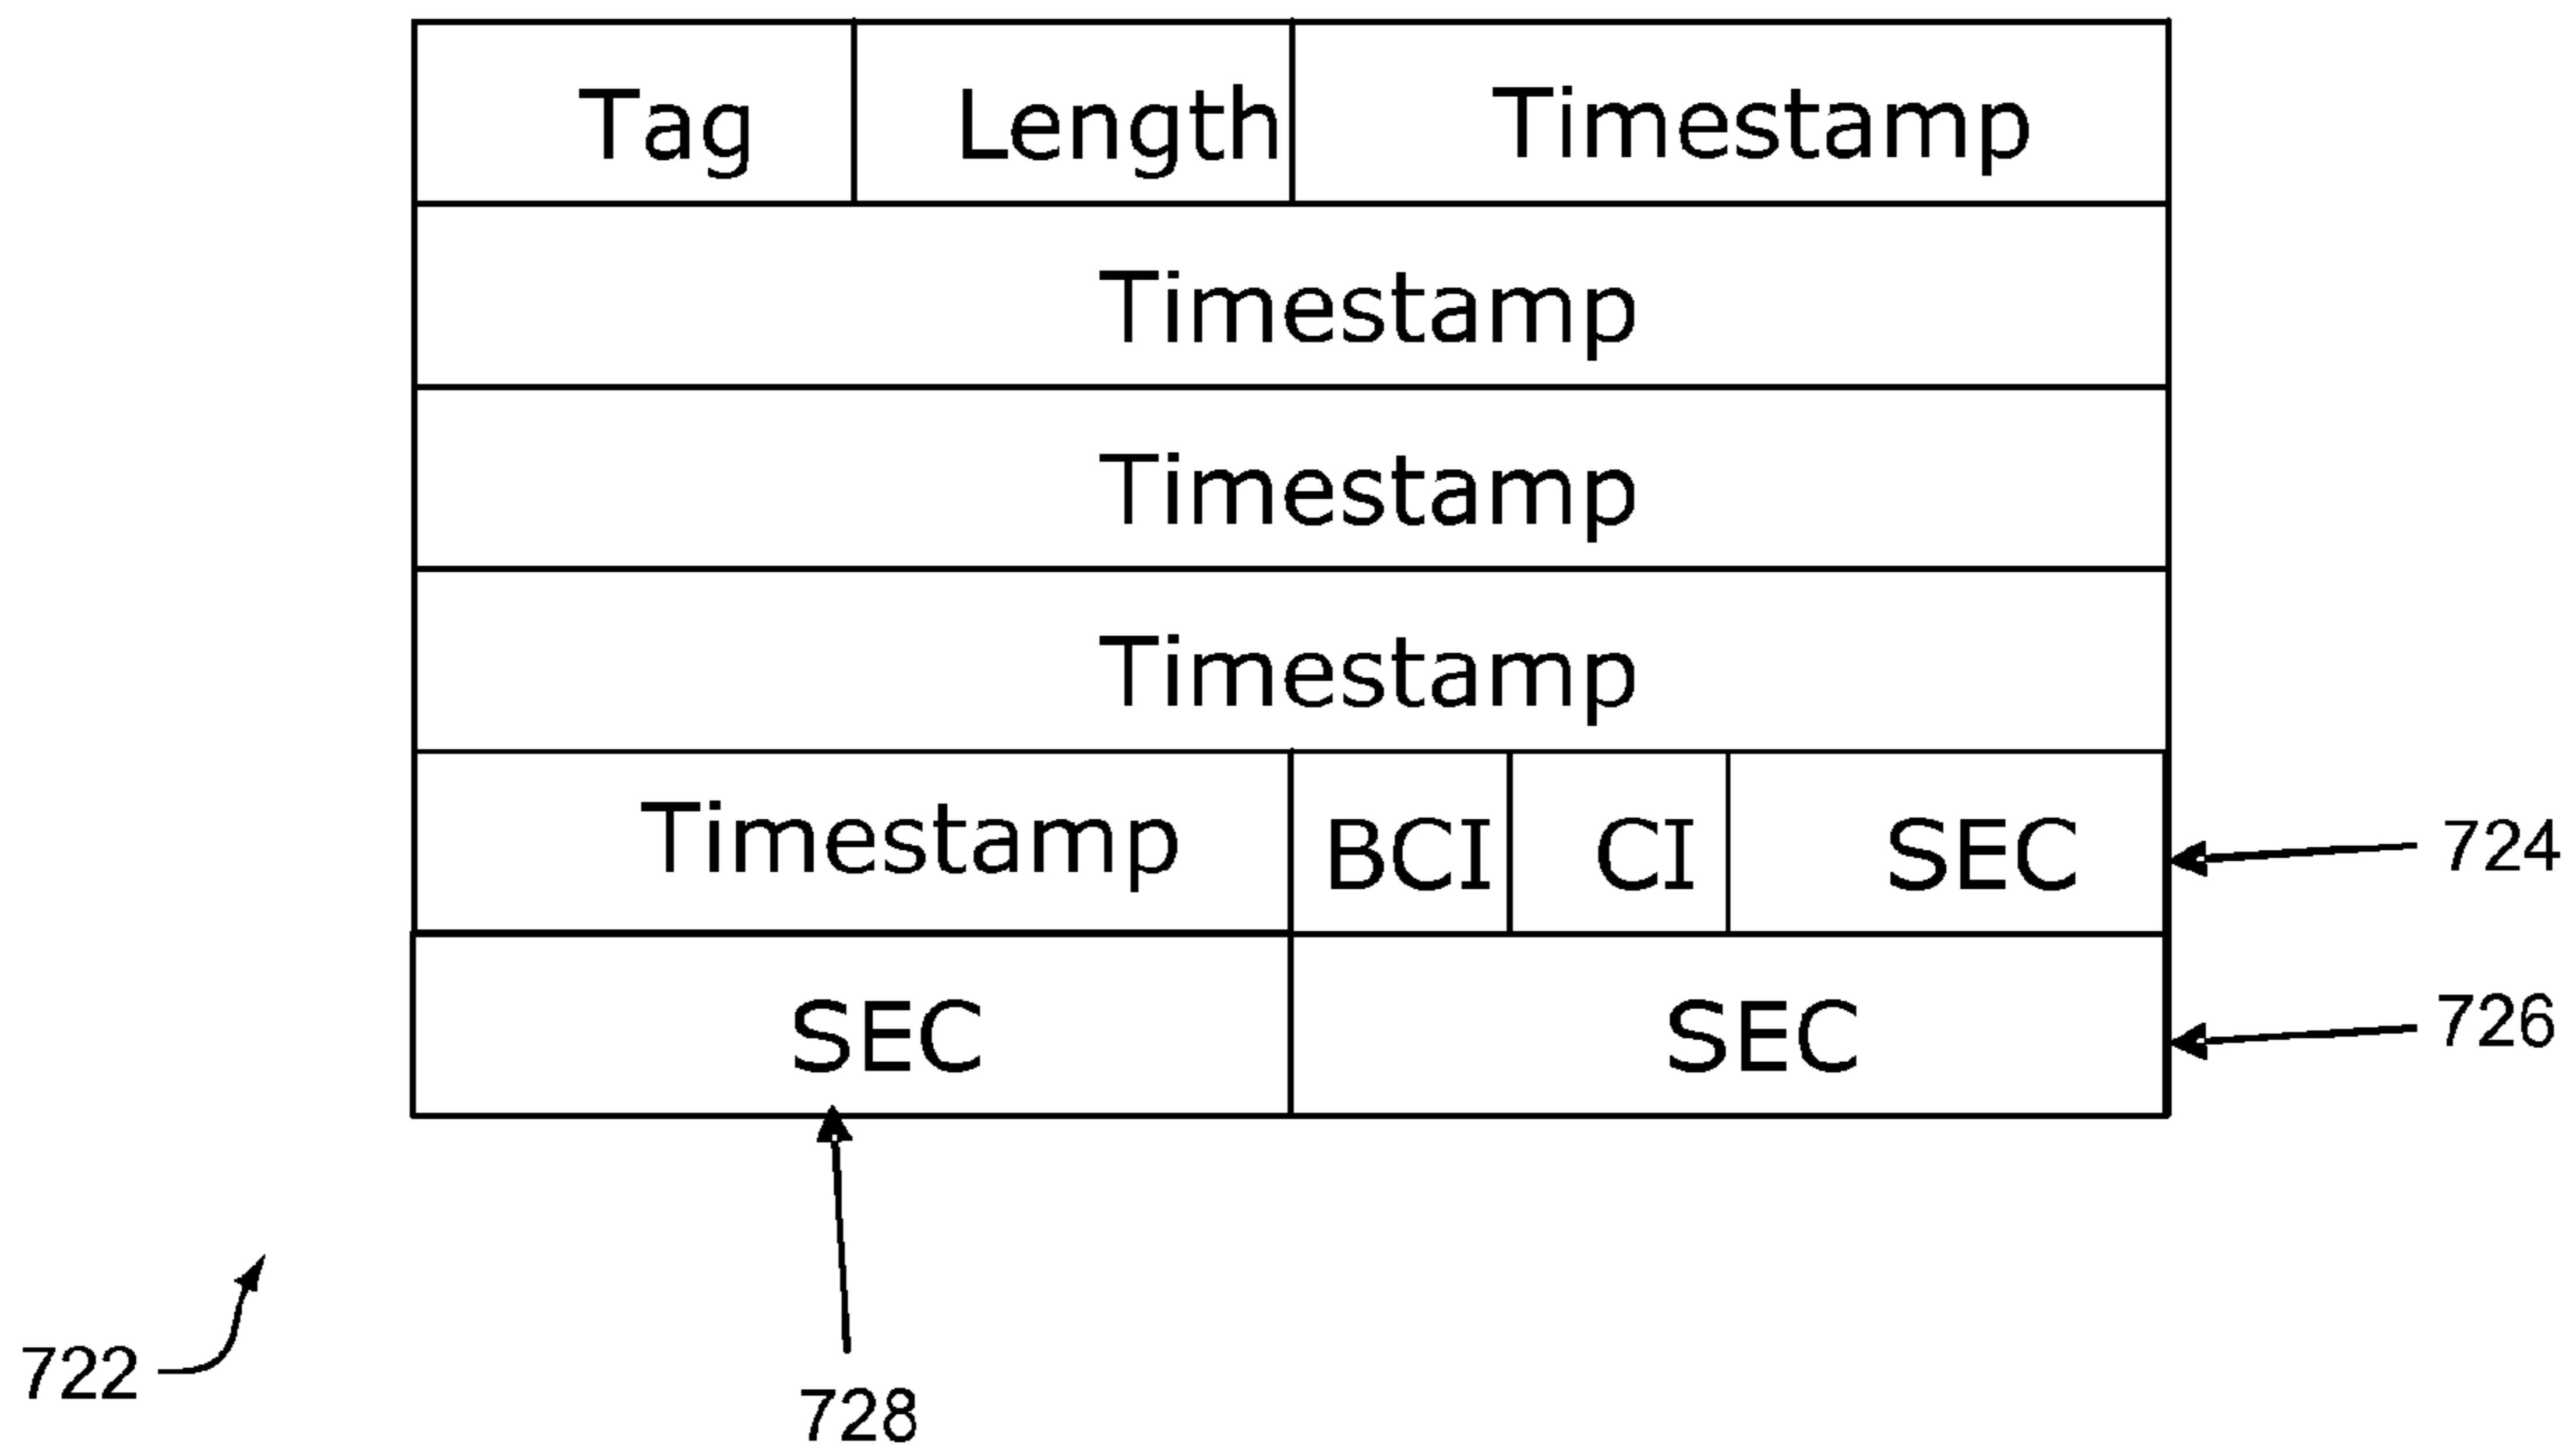 Tag Length Timestamp
Timestamp
Timestamp
Timestamp
Timestamp BCI CI SEC 724
SEC SEC 726
722
728